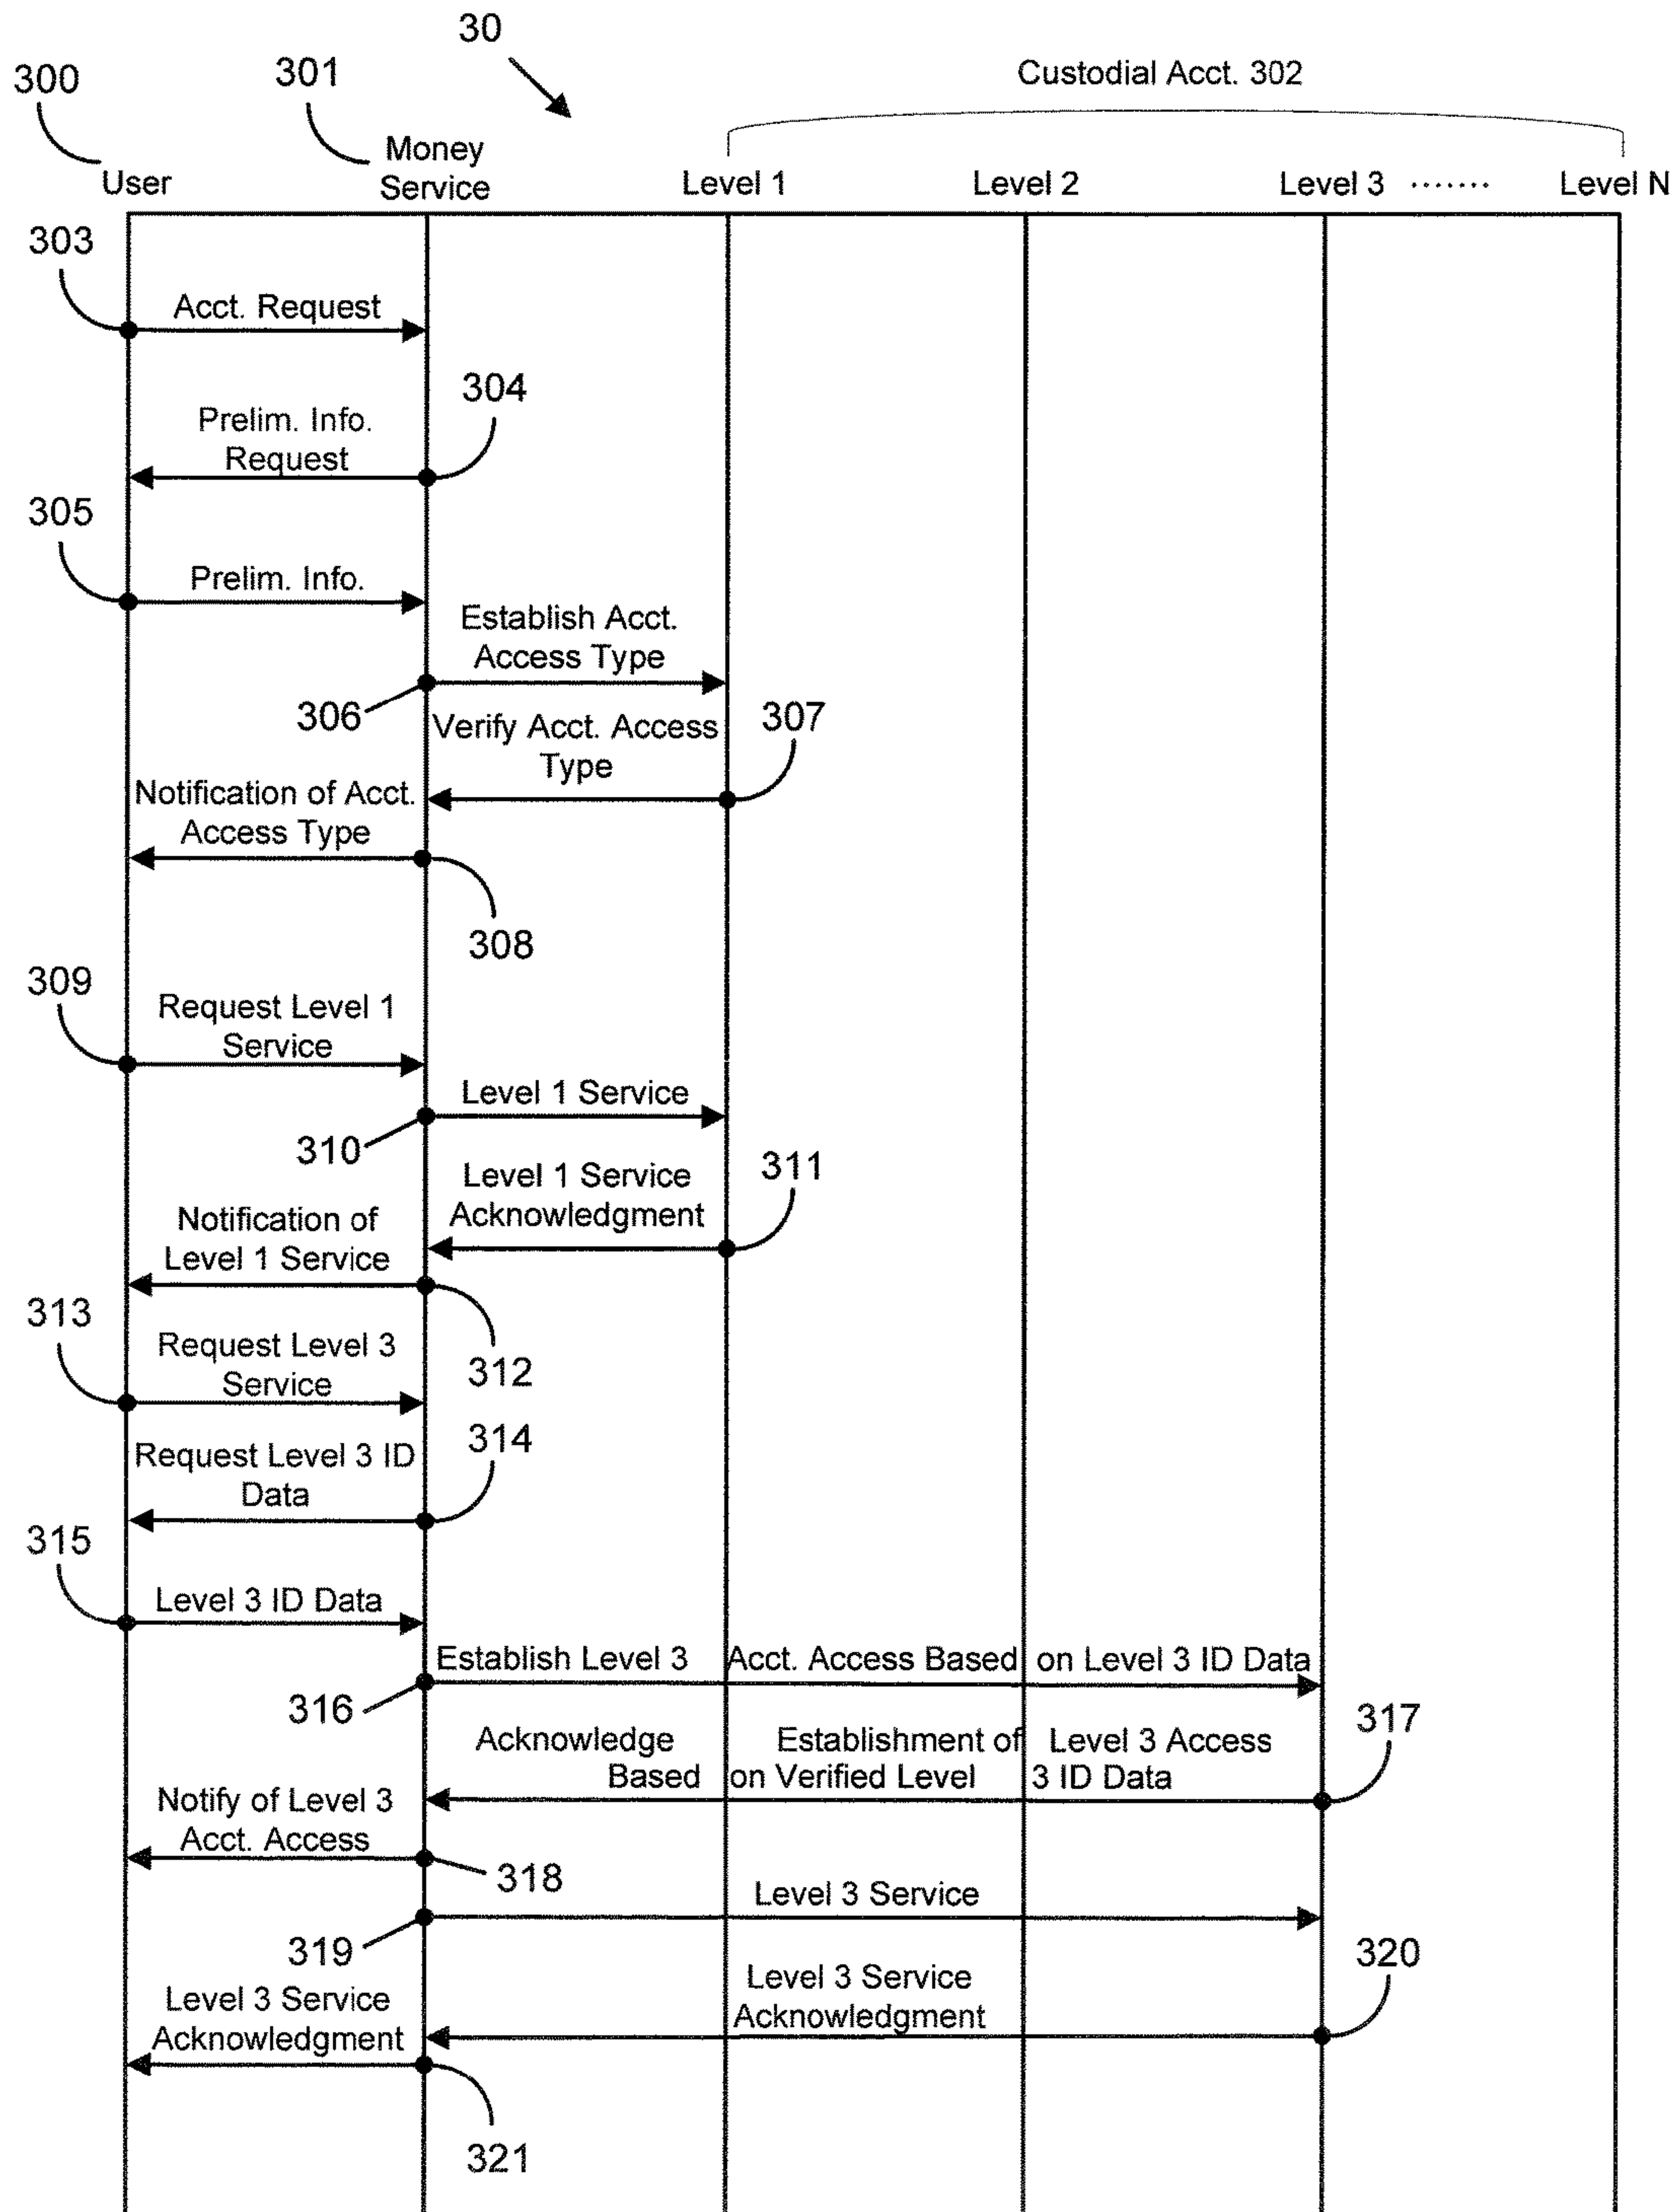 30
Custodial Acct. 302
300
301
User
Money
Service
Level 1
Level 2
Level 3 ....... Level N
303
Acct. Request
304
Prelim. Info.
Request
305
Prelim. Info.
Establish Acct.
Access Type
306
307
Verify Acct. Access
Type
Notification of Acct.
Access Type
308
309
Request Level 1
Service
Level 1 Service
310
311
Level 1 Service
Acknowledgment
Notification of
Level 1 Service
312
313
Request Level 3
Service
314
Request Level 3 ID
Data
315
Level 3 ID Data
Establish Level 3 Acct. Access Based on Level 3 ID Data
316
317
Acknowledge Establishment of Level 3 Access
Based on Verified Level 3 ID Data
Notify of Level 3
Acct. Access
318
Level 3 Service
319
320
Level 3 Service
Acknowledgment
Level 3 Service
Acknowledgment
321